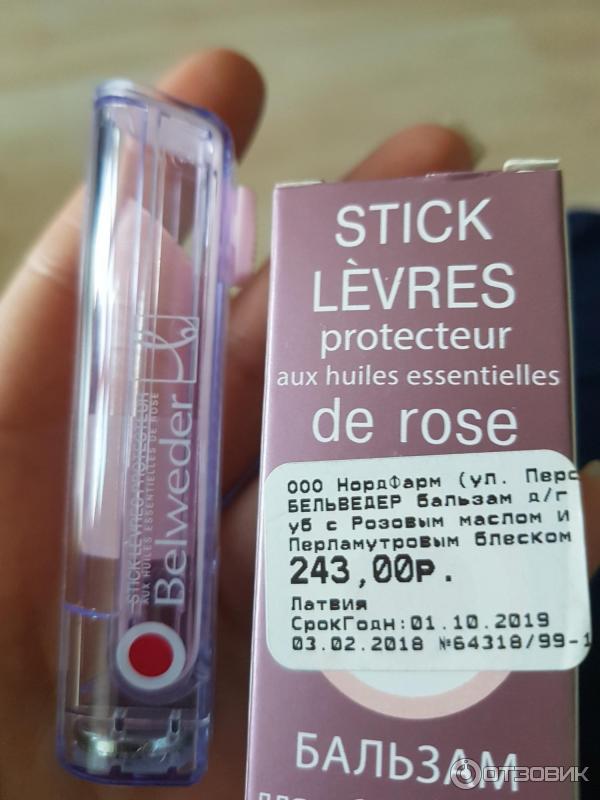 STICK LÈVRES PROTECTEUR
AUX HUILES ESSENTIELLES DE ROSE
Belweder
STICK
LÈVRES
protecteur
aux huiles essentielles
de rose
ООО НордФарм (ул. Перс
БЕЛЬВЕДЕР бальзам д/г
уб с Розовым маслом и
Перламутровым блеском
243,00р.
Латвия
СрокГодн:01.10.2019
03.02.2018 №64318/99-1
БАЛЬЗАМ
ОТЗОВИК